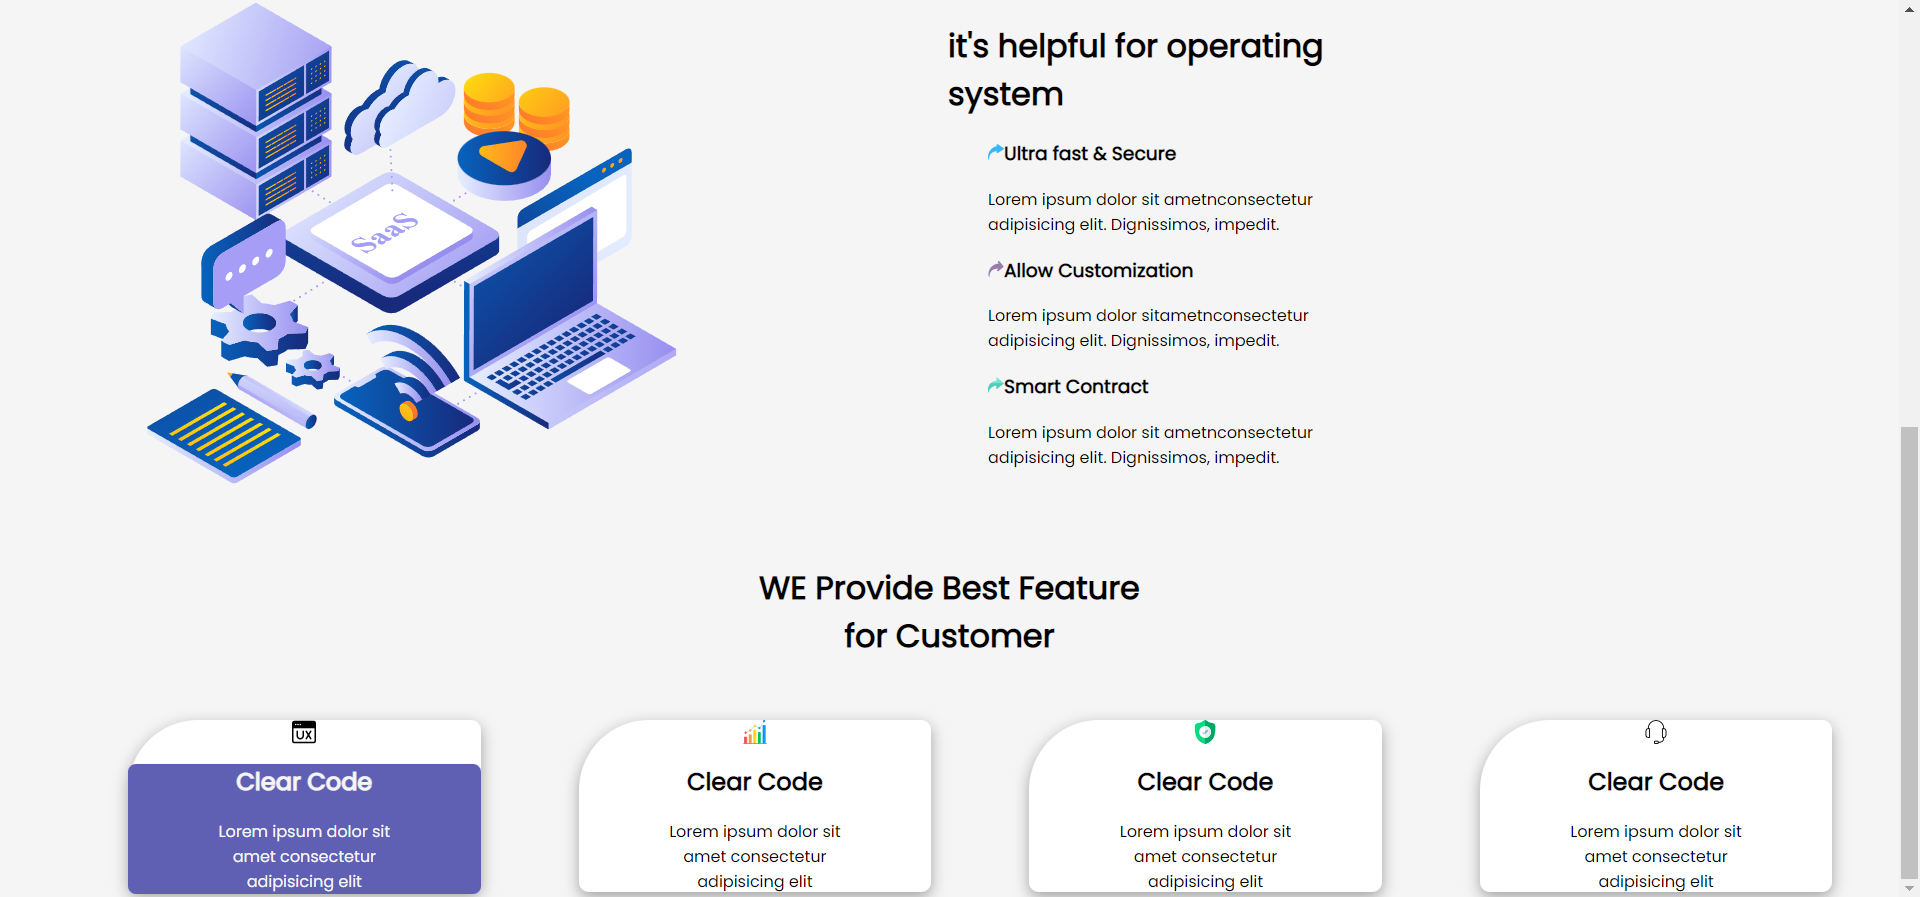 SaaS
it's helpful for operating
system
Ultra fast & Secure
Lorem ipsum dolor sit ametnconsectetur
adipisicing elit. Dignissimos, impedit.
Allow Customization
Lorem ipsum dolor sitametnconsectetur
adipisicing elit. Dignissimos, impedit.
Smart Contract
Lorem ipsum dolor sit ametnconsectetur
adipisicing elit. Dignissimos, impedit.
WE Provide Best Feature
for Customer
UX
Clear Code
Lorem ipsum dolor sit
amet consectetur
adipisicing elit
Clear Code
Lorem ipsum dolor sit
amet consectetur
adipisicing elit
Clear Code
Lorem ipsum dolor sit
amet consectetur
adipisicing elit
Clear Code
Lorem ipsum dolor sit
amet consectetur
adipisicing elit